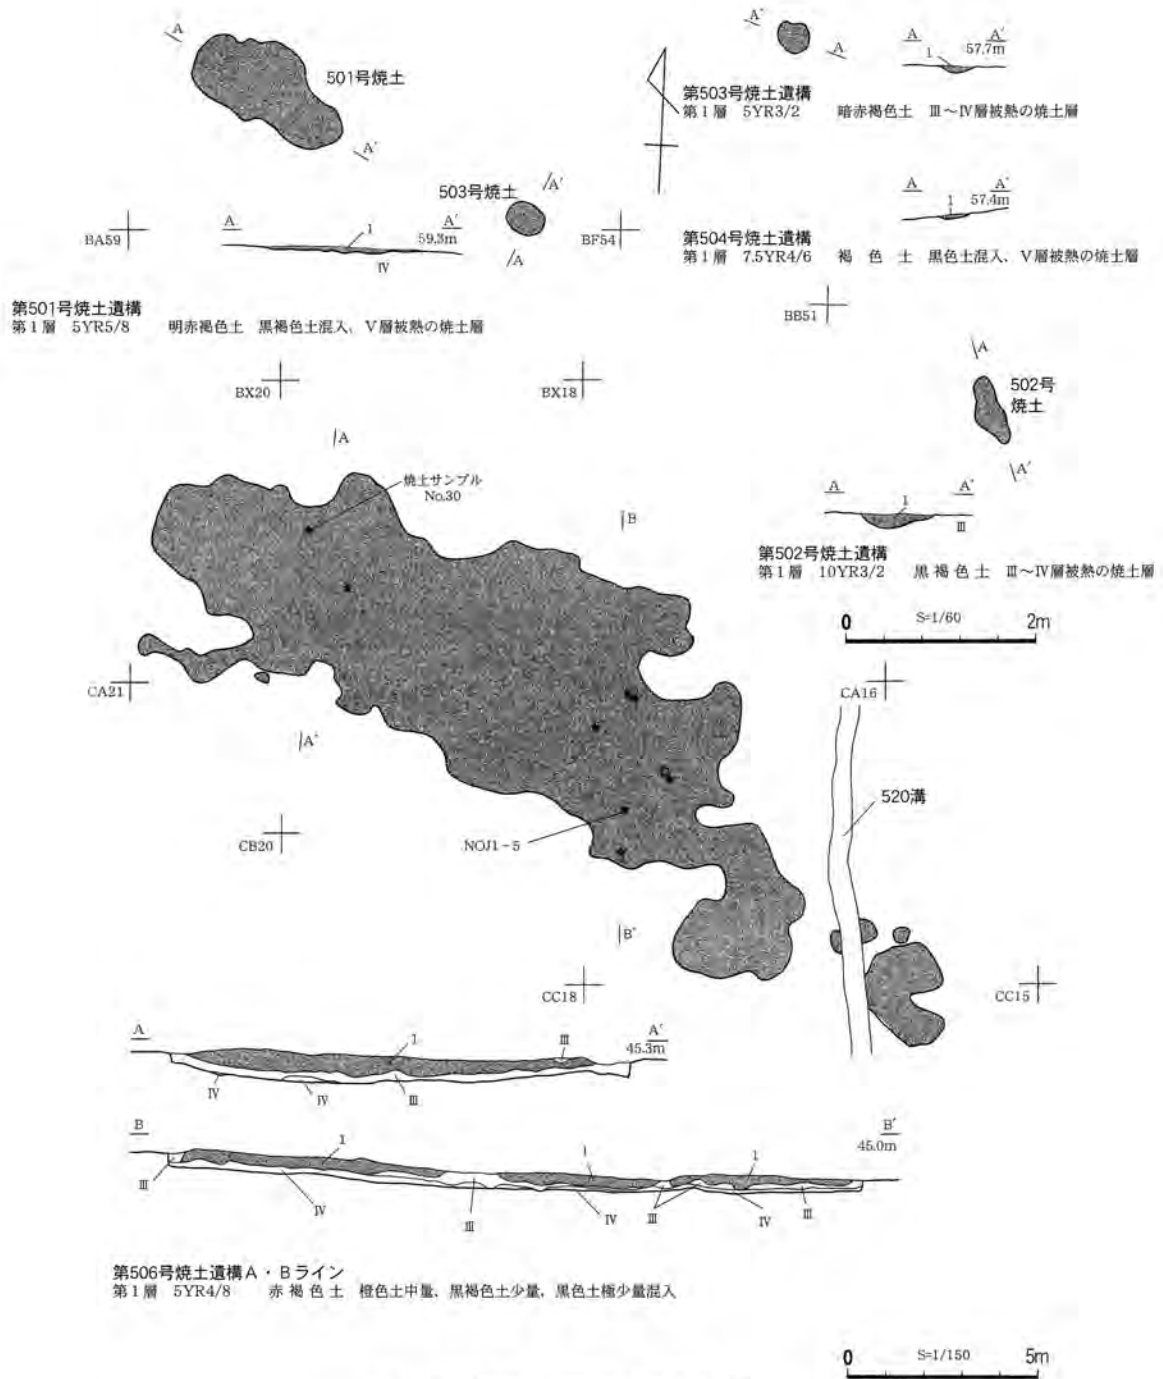 A
501号焼土
A'
503号焼土
A'
A
BA59
BF54
A
1
A'
59.3m
IV
第501号焼土遺構
第1層 5YR5/8 明赤褐色土 黒褐色土混入、V層被熱の焼土層
A'
A
A
1
A'
57.7m
第503号焼土遺構
第1層 5YR3/2 暗赤褐色土 III〜IV層被熱の焼土層
A
1
A'
57.4m
第504号焼土遺構
第1層 7.5YR4/6 褐色土 黒色土混入、V層被熱の焼土層
BB51
A
502号
焼土
A'
A
1
A'
III
第502号焼土遺構
第1層 10YR3/2 黒褐色土 III〜IV層被熱の焼土層
0 S=1/60 2m
BX20
BX18
A
焼土サンプル
No.30
B
CA21
CA16
A'
520溝
CB20
NOJ1-5
B'
CC18
CC15
A
1
III
A'
45.3m
IV
IV
III
B
1
1
1
B'
45.0m
III
IV
III
IV
III
IV
III
第506号焼土遺構A・Bライン
第1層 5YR4/8 赤褐色土 橙色土中量、黒褐色土少量、黒色土極少量混入
0 S=1/150 5m